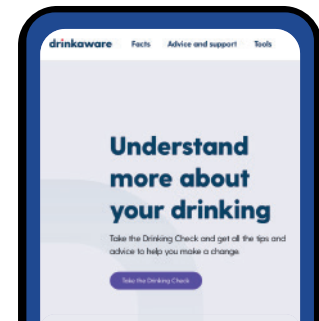 drinkaware Facts Advice and support Tools
Understand
more about
your drinking
Take the Drinking Check and get all the tips and
advice to help you make a change.
Take the Drinking Check